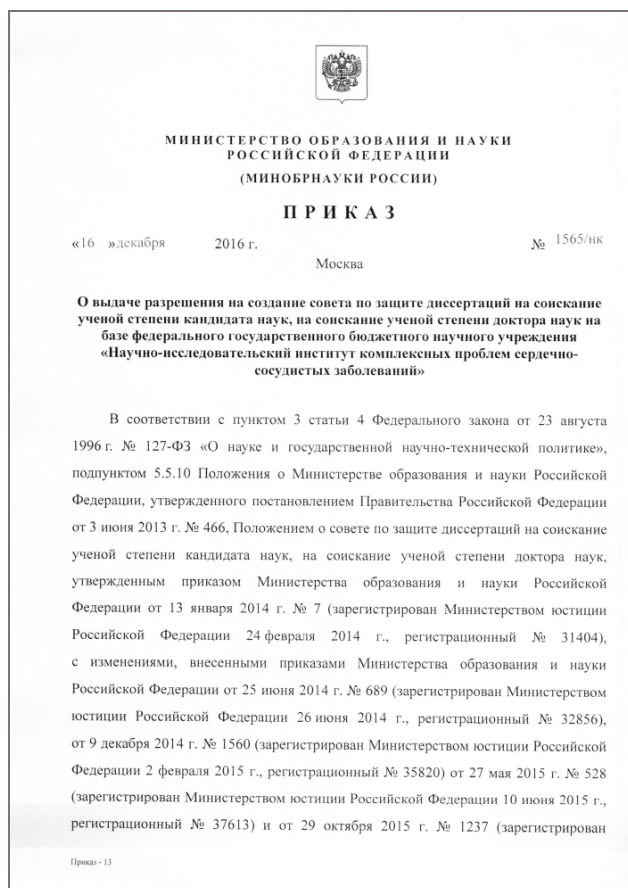 МИНИСТЕРСТВО ОБРАЗОВАНИЯ И НАУКИ
РОССИЙСКОЙ ФЕДЕРАЦИИ
(МИНОБРНАУКИ РОССИИ)
ПРИКАЗ
«16 »декабря 2016 г. № 1565/нк
Москва
О выдаче разрешения на создание совета по защите диссертаций на соискание
ученой степени кандидата наук, на соискание ученой степени доктора наук на
базе федерального государственного бюджетного научного учреждения
«Научно-исследовательский институт комплексных проблем сердечно-
сосудистых заболеваний»
В соответствии с пунктом 3 статьи 4 Федерального закона от 23 августа
1996 г. № 127-ФЗ «О науке и государственной научно-технической политике»,
подпунктом 5.5.10 Положения о Министерстве образования и науки Российской
Федерации, утвержденного постановлением Правительства Российской Федерации
от 3 июня 2013 г. № 466, Положением о совете по защите диссертаций на соискание
ученой степени кандидата наук, на соискание ученой степени доктора наук,
утвержденным приказом Министерства образования и науки Российской
Федерации от 13 января 2014 г. № 7 (зарегистрирован Министерством юстиции
Российской Федерации 24 февраля 2014 г., регистрационный № 31404),
с изменениями, внесенными приказами Министерства образования и науки
Российской Федерации от 25 июня 2014 г. № 689 (зарегистрирован Министерством
юстиции Российской Федерации 26 июня 2014 г., регистрационный № 32856),
от 9 декабря 2014 г. № 1560 (зарегистрирован Министерством юстиции Российской
Федерации 2 февраля 2015 г., регистрационный № 35820) от 27 мая 2015 г. № 528
(зарегистрирован Министерством юстиции Российской Федерации 10 июня 2015 г.,
регистрационный № 37613) и от 29 октября 2015 г. № 1237 (зарегистрирован
Приказ - 13